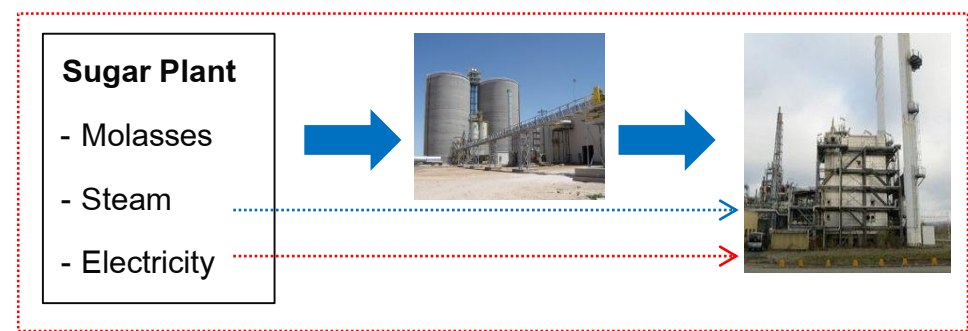 Sugar Plant
- Molasses
- Steam
- Electricity